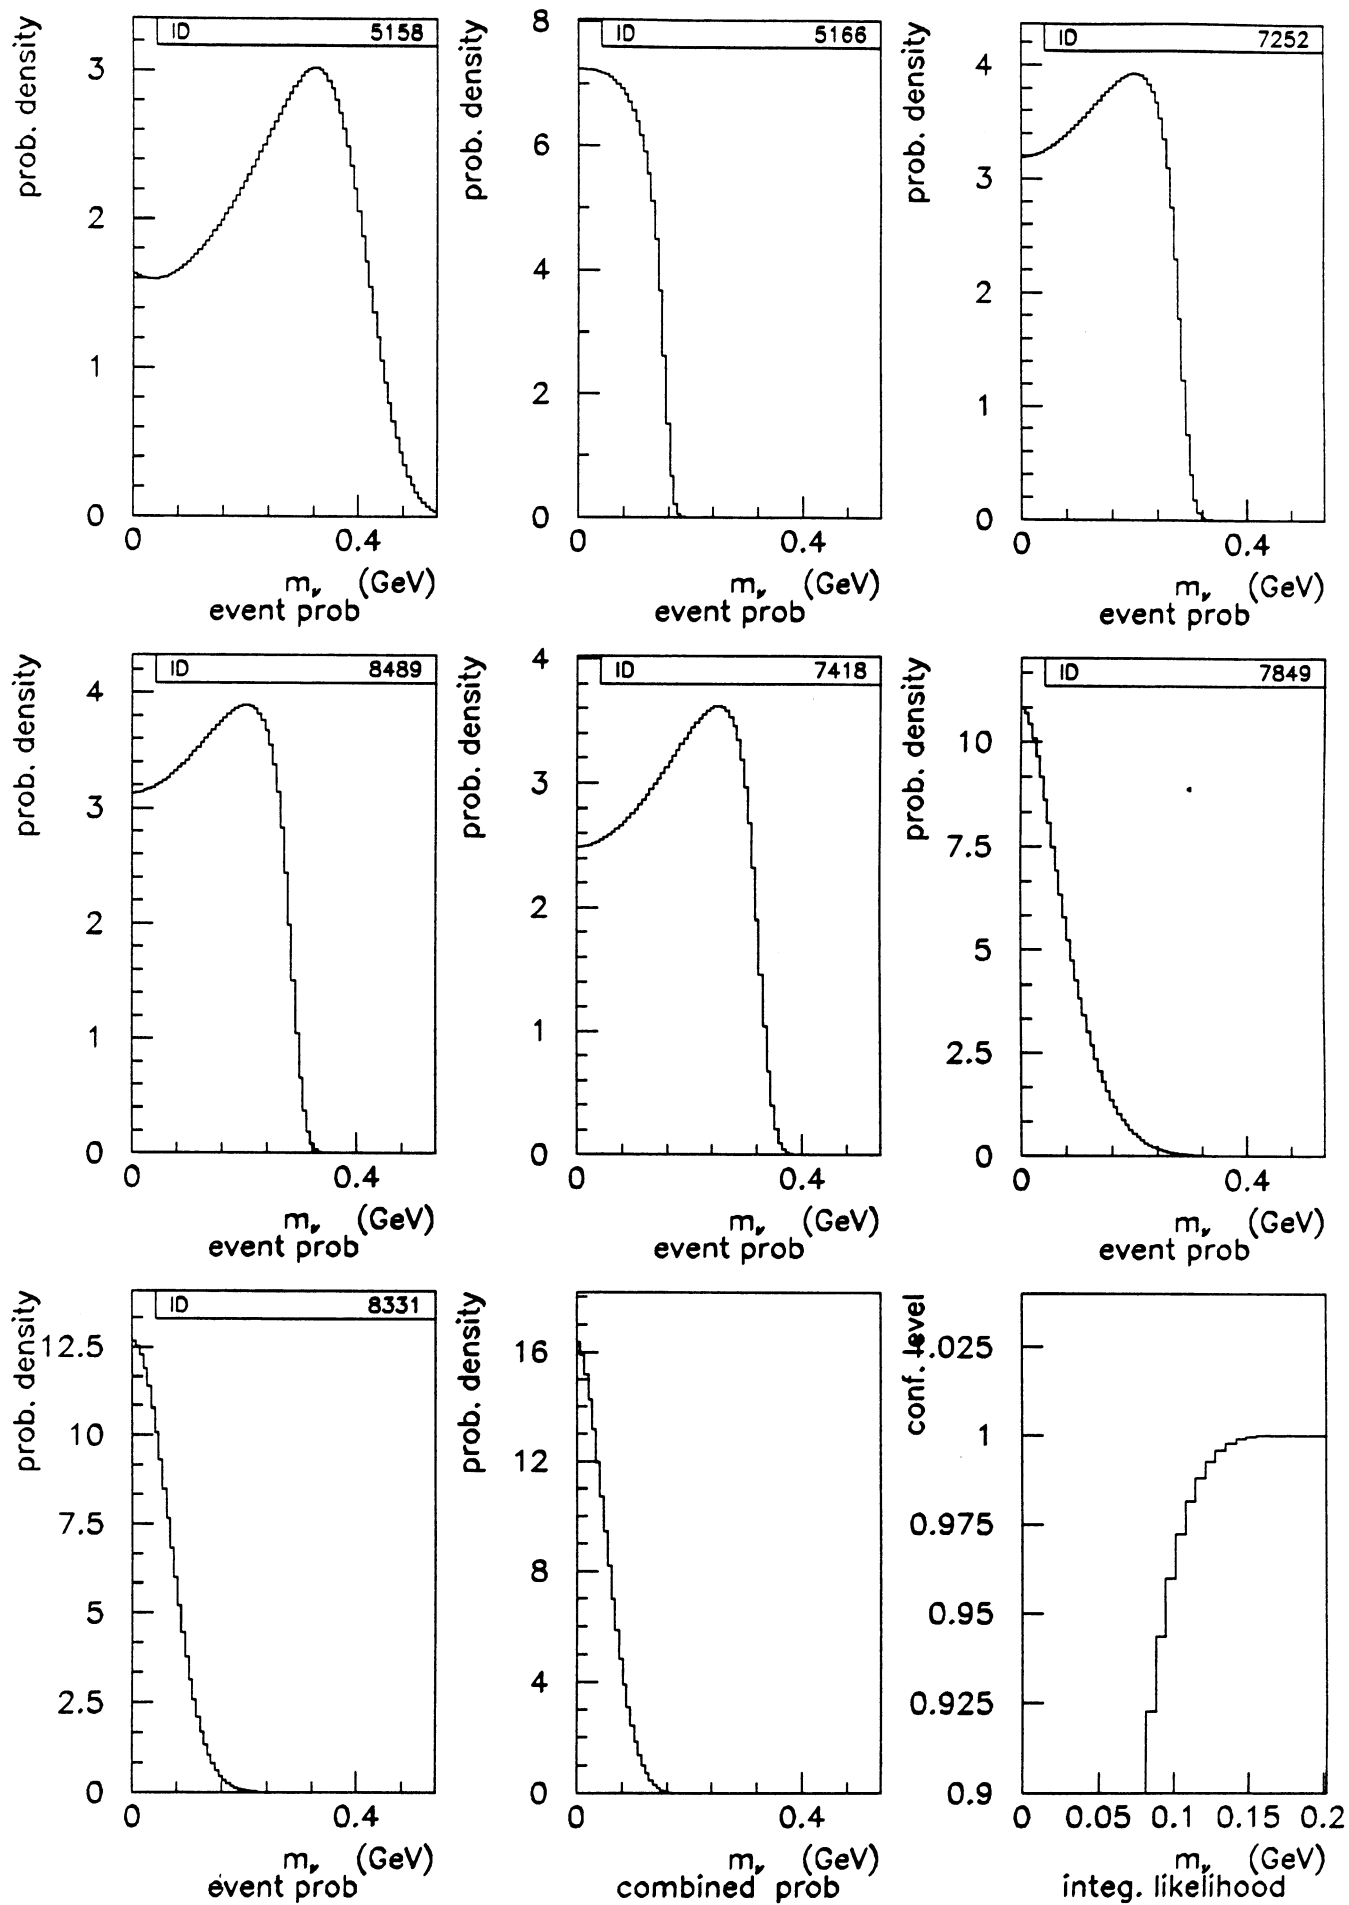 prob. density
ID 5158
3
2
1
0
0 0.4
mν (GeV)
event prob
prob. density
ID 5166
8
6
4
2
0
0 0.4
mν (GeV)
event prob
prob. density
ID 7252
4
3
2
1
0
0 0.4
mν (GeV)
event prob
prob. density
ID 8489
4
3
2
1
0
0 0.4
mν (GeV)
event prob
prob. density
ID 7418
4
3
2
1
0
0 0.4
mν (GeV)
event prob
prob. density
ID 7849
10
7.5
5
2.5
0
0 0.4
mν (GeV)
event prob
prob. density
ID 8331
12.5
10
7.5
5
2.5
0
0 0.4
mν (GeV)
event prob
prob. density
16
12
8
4
0
0 0.4
mν (GeV)
combined prob
conf. level
1.025
1
0.975
0.95
0.925
0.9
0 0.05 0.1 0.15 0.2
mν (GeV)
integ. likelihood